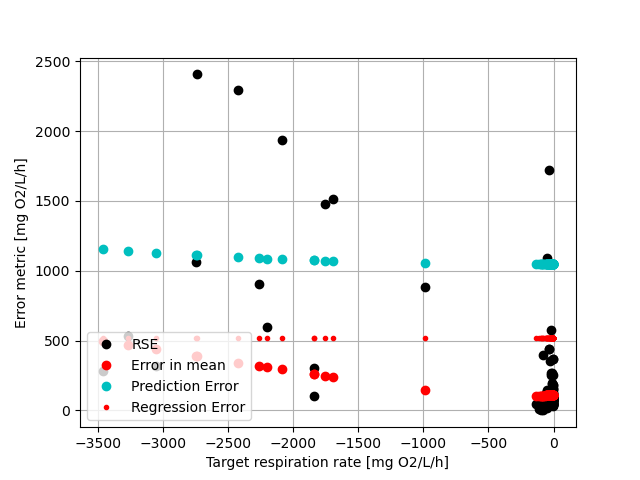 2500
2000
1500
1000
500
0
Error metric [mg O2/L/h]
RSE
Error in mean
Prediction Error
Regression Error
−3500 −3000 −2500 −2000 −1500 −1000 −500 0
Target respiration rate [mg O2/L/h]